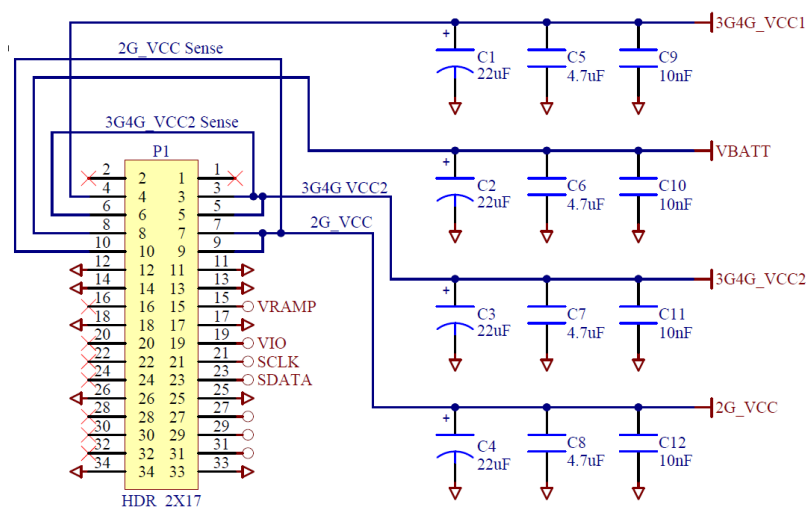 3G4G_VCC1
2G_VCC Sense
+
C1
22uF
C5
4.7uF
C9
10nF
3G4G_VCC2 Sense
P1
VBATT
+
C2
22uF
C6
4.7uF
C10
10nF
2 2 1 1
4 4 3 3
3G4G VCC2
6 6 5 5
8 8 7 7
2G_VCC
10 10 9 9
12 12 11 11
14 14 13 13
16 16 15 15 VRAMP
18 18 17 17
20 20 19 19 VIO
22 22 21 21 SCLK
24 24 23 23 SDATA
26 26 25 25
28 28 27 27
30 30 29 29
32 32 31 31
34 34 33 33
HDR 2X17
3G4G_VCC2
+
C3
22uF
C7
4.7uF
C11
10nF
2G_VCC
+
C4
22uF
C8
4.7uF
C12
10nF